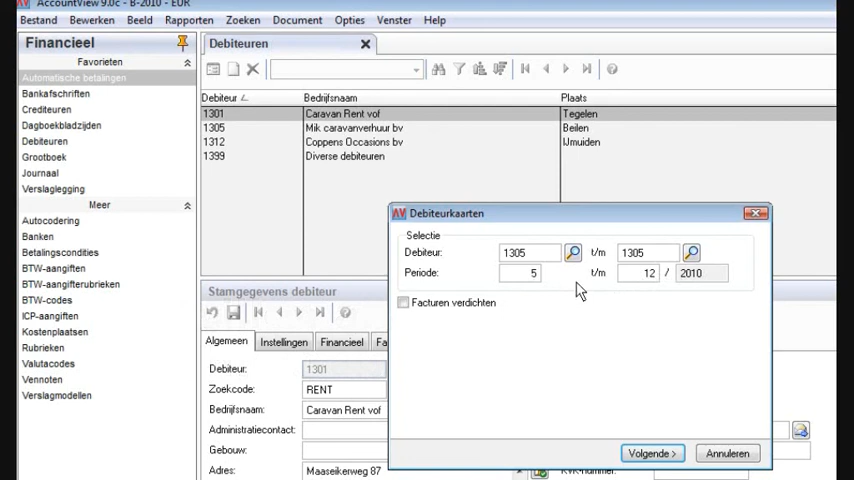 AccountView 9.0c - B-2010 - EUR
Bestand Bewerken Beeld Rapporten Zoeken Document Opties Venster Help
Financieel
Favorieten
Automatische betalingen
Bankafschriften
Crediteuren
Dagboekbladzijden
Debiteuren
Grootboek
Journaal
Verslaglegging
Meer
Autocodering
Banken
Betalingscondities
BTW-aangiften
BTW-aangifterubrieken
BTW-codes
ICP-aangiften
Kostenplaatsen
Rubrieken
Valutacodes
Vennoten
Verslagmodellen
Debiteuren
Debiteur Bedrijfsnaam Plaats
1301 Caravan Rent vof Tegelen
1305 Mik caravanverhuur bv Beilen
1312 Coppens Occasions bv IJmuiden
1399 Diverse debiteuren
Stamgegevens debiteur
Algemeen Instellingen Financieel Fa
Debiteur: 1301
Zoekcode: RENT
Bedrijfsnaam: Caravan Rent vof
Administratiecontact:
Gebouw:
Adres: Maaseikerweg 87
KvK-nummer:
AV Debiteurkaarten
Selectie
Debiteur: 1305 t/m 1305
Periode: 5 t/m 12 / 2010
Facturen verdichten
Volgende > Annuleren